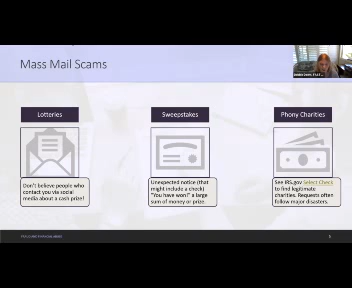 Mass Mail Scams
Lotteries
Sweepstakes
Phony Charities
Don't believe people who
contact you via social
media about a cash prize!
Unexpected notice (that
might include a check)
"You have won!" a large
sum of money or prize.
See IRS.gov Select Check
to find legitimate
charities. Requests often
follow major disasters.